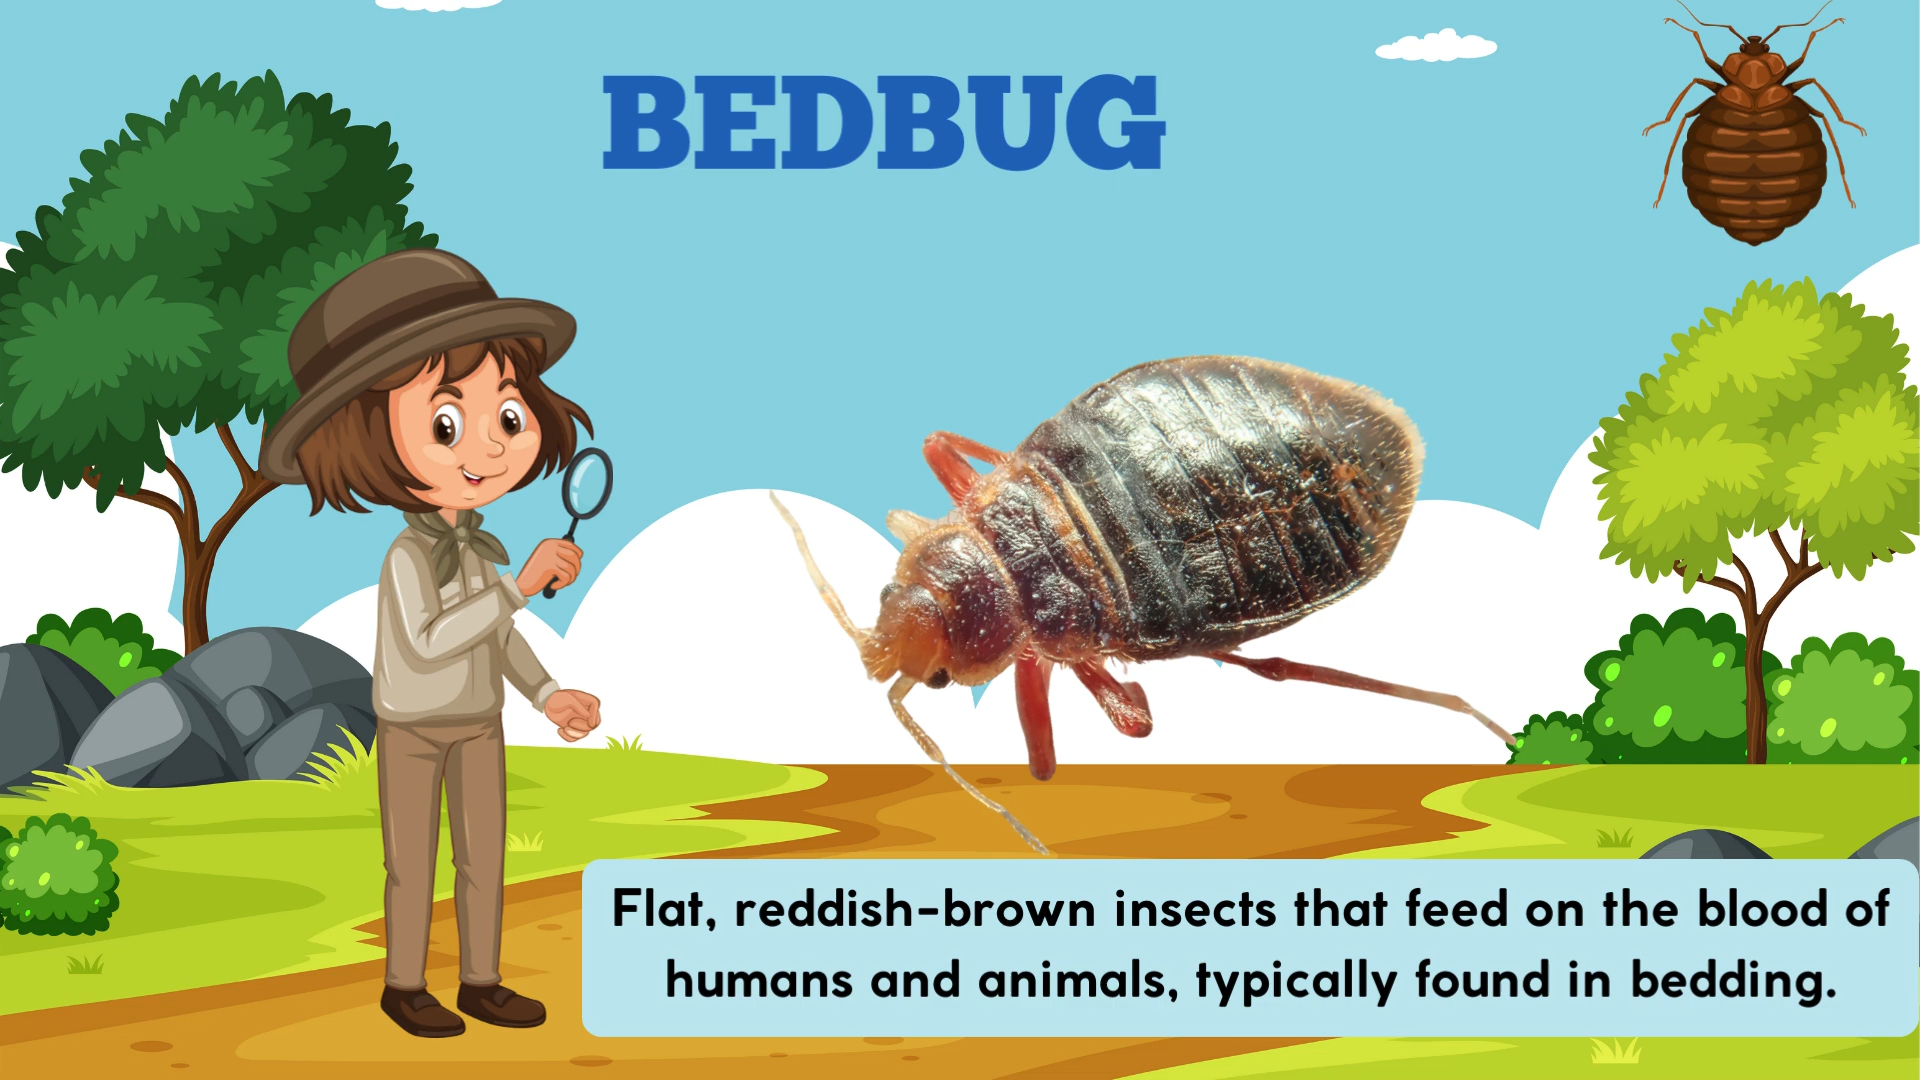 BEDBUG
Flat, reddish-brown insects that feed on the blood of
humans and animals, typically found in bedding.